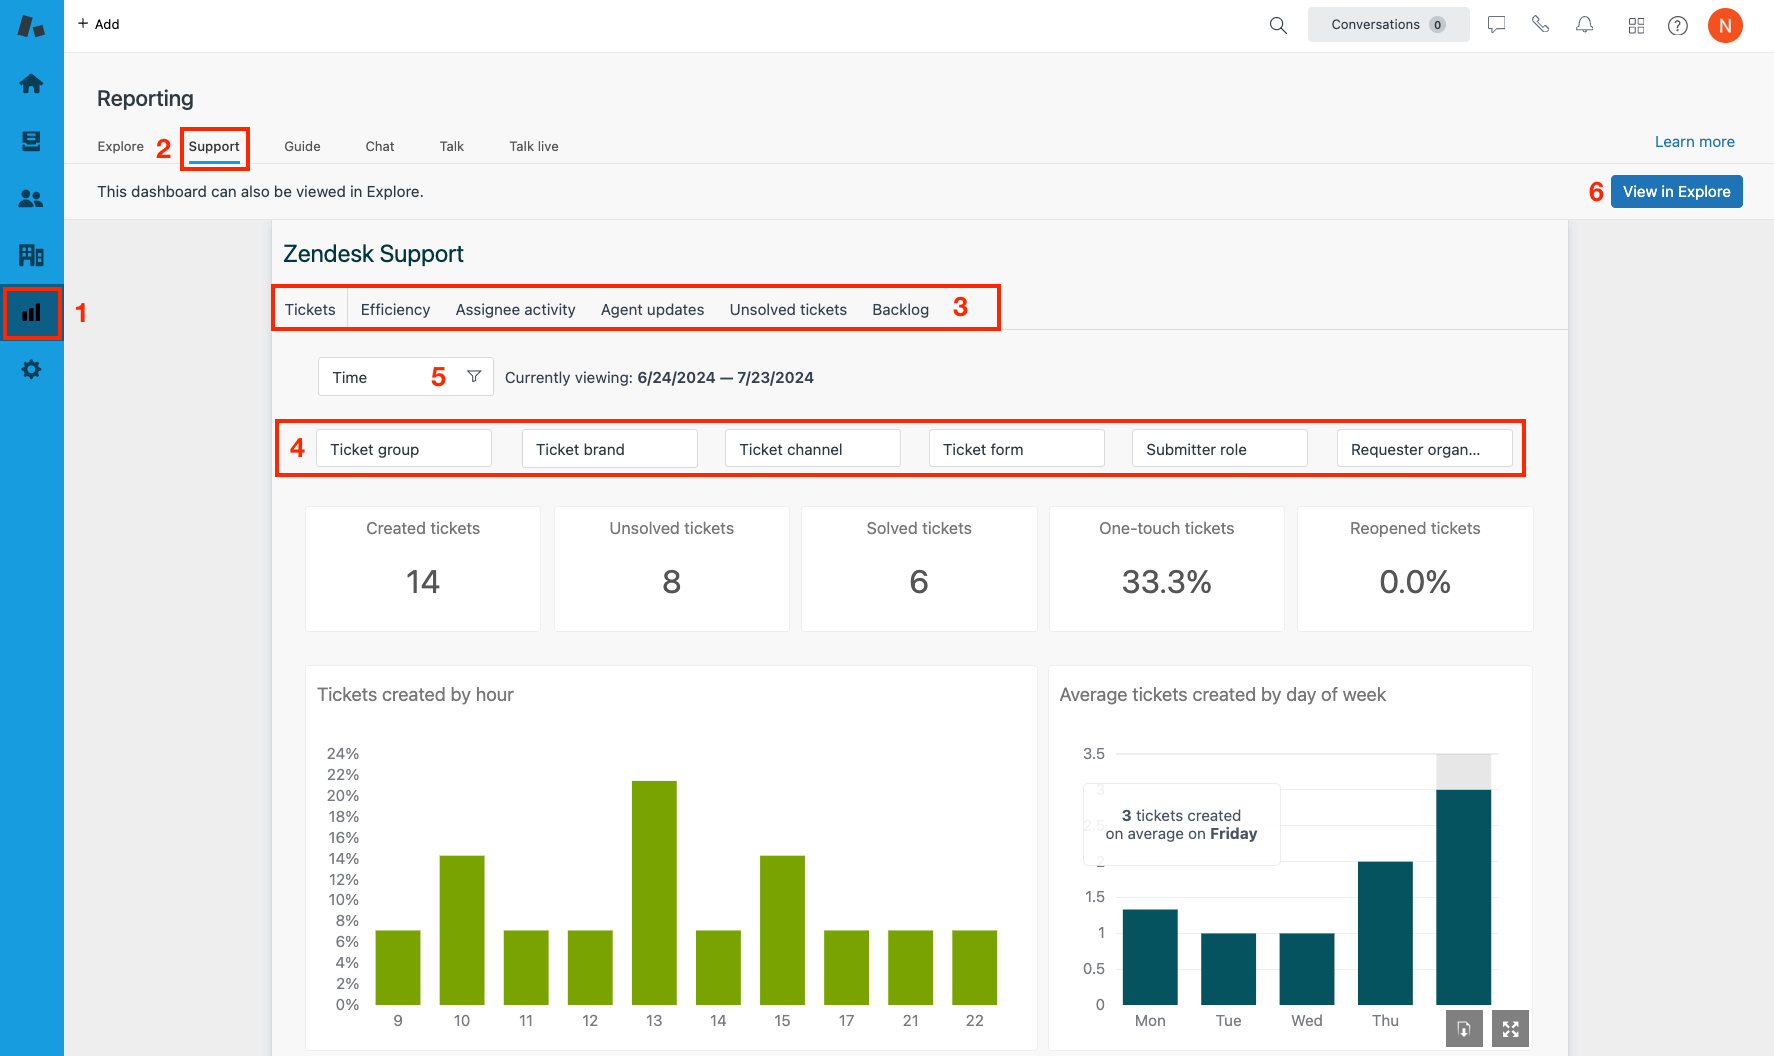 + Add
Conversations 0
N
Reporting
Explore 2 Support Guide Chat Talk Talk live
Learn more
This dashboard can also be viewed in Explore.
6 View in Explore
Zendesk Support
1
Tickets Efficiency Assignee activity Agent updates Unsolved tickets Backlog 3
Time 5 Currently viewing: 6/24/2024 — 7/23/2024
4 Ticket group Ticket brand Ticket channel Ticket form Submitter role Requester organ...
Created tickets
14
Unsolved tickets
8
Solved tickets
6
One-touch tickets
33.3%
Reopened tickets
0.0%
Tickets created by hour
24%
22%
20%
18%
16%
14%
12%
10%
8%
6%
4%
2%
0%
9 10 11 12 13 14 15 17 21 22
Average tickets created by day of week
3.5
3
2.5
2
1.5
1
0.5
0
3 tickets created
on average on Friday
Mon Tue Wed Thu